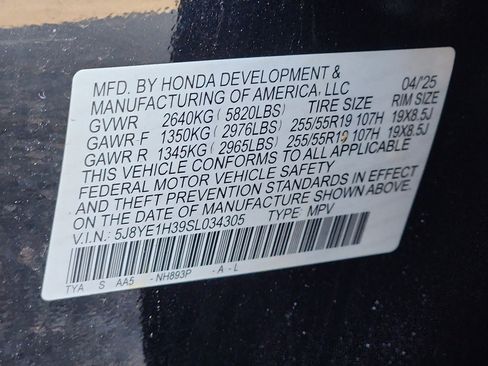 MFD. BY HONDA DEVELOPMENT & 04/25
MANUFACTURING OF AMERICA, LLC
GVWR 2640KG ( 5820LBS) TIRE SIZE RIM SIZE
GAWR F 1350KG ( 2976LBS) 255/55R19 107H 19X8.5J
GAWR R 1345KG ( 2965LBS) 255/55R19 107H 19X8.5J
THIS VEHICLE CONFORMS TO ALL APPLICABLE
FEDERAL MOTOR VEHICLE SAFETY
AND THEFT PREVENTION STANDARDS IN EFFECT
ON THE DATE OF MANUFACTURE SHOWN ABOVE.
V.I.N.: 5J8YE1H39SL034305 TYPE: MPV
TYA S AA5 -NH893P -A-L